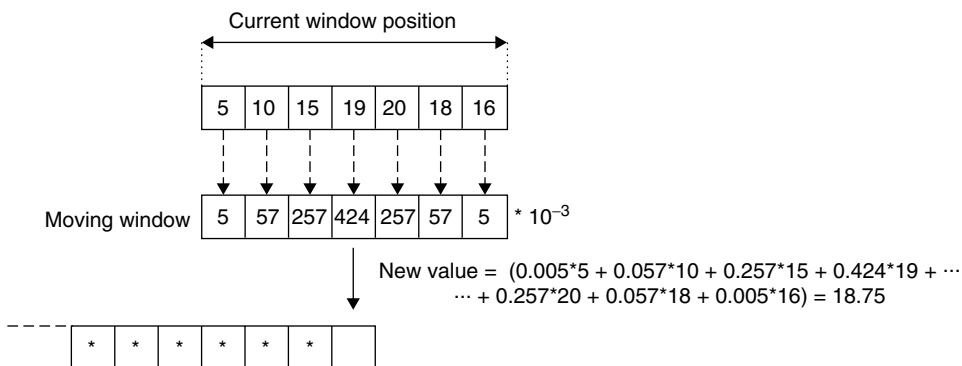 Current window position
5 10 15 19 20 18 16
Moving window 5 57 257 424 257 57 5 * 10⁻³
New value = (0.005*5 + 0.057*10 + 0.257*15 + 0.424*19 + ···
··· + 0.257*20 + 0.057*18 + 0.005*16) = 18.75
* * * * * *